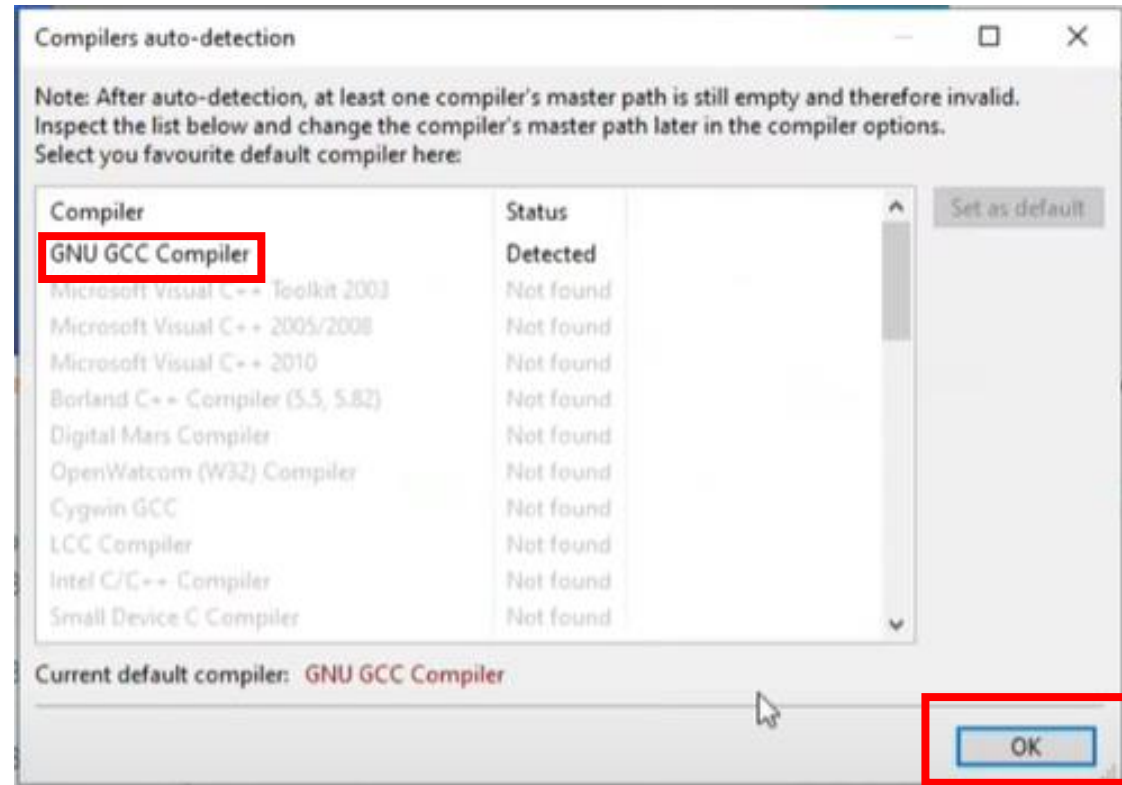 Compilers auto-detection
Note: After auto-detection, at least one compiler's master path is still empty and therefore invalid.
Inspect the list below and change the compiler's master path later in the compiler options.
Select you favourite default compiler here:
Compiler Status
Set as default
GNU GCC Compiler Detected
Microsoft Visual C++ Toolkit 2003 Not found
Microsoft Visual C++ 2005/2008 Not found
Microsoft Visual C++ 2010 Not found
Borland C++ Compiler (5.5, 5.82) Not found
Digital Mars Compiler Not found
OpenWatcom (W32) Compiler Not found
Cygwin GCC Not found
LCC Compiler Not found
Intel C/C++ Compiler Not found
Small Device C Compiler Not found
Current default compiler: GNU GCC Compiler
OK